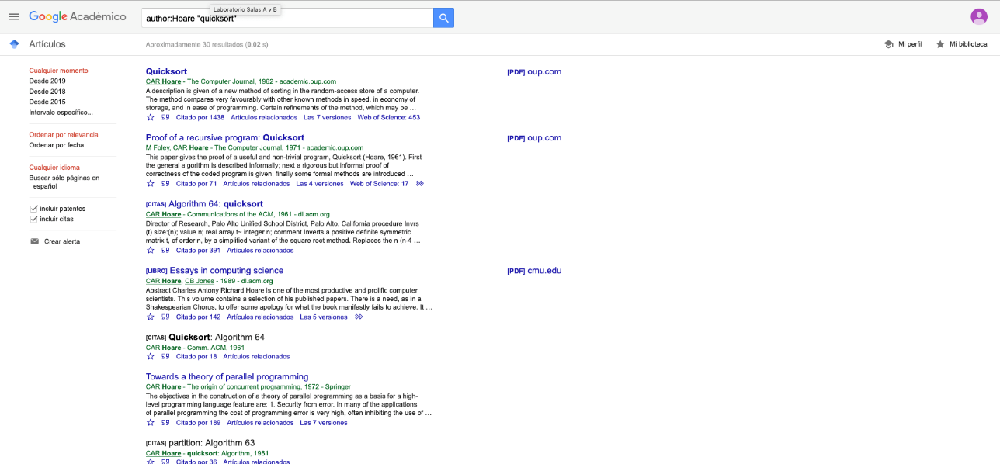 Laboratorio Salas A y B
Google Académico
author:Hoare "quicksort"
Artículos
Aproximadamente 30 resultados (0.02 s)
Mi perfil
Mi biblioteca
Cualquier momento
Desde 2019
Desde 2018
Desde 2015
Intervalo específico...
Ordenar por relevancia
Ordenar por fecha
Cualquier idioma
Buscar sólo páginas en
español
incluir patentes
incluir citas
Crear alerta
Quicksort
CAR Hoare - The Computer Journal, 1962 - academic.oup.com
A description is given of a new method of sorting in the random-access store of a computer.
The method compares very favourably with other known methods in speed, in economy of
storage, and in ease of programming. Certain refinements of the method, which may be …
Citado por 1438 Artículos relacionados Las 7 versiones Web of Science: 453
[PDF] oup.com
Proof of a recursive program: Quicksort
M Foley, CAR Hoare - The Computer Journal, 1971 - academic.oup.com
This paper gives the proof of a useful and non-trivial program, Quicksort (Hoare, 1961). First
the general algorithm is described informally; next a rigorous but informal proof of
correctness of the coded program is given; finally some formal methods are introduced …
Citado por 71 Artículos relacionados Las 4 versiones Web of Science: 17
[PDF] oup.com
[CITAS] Algorithm 64: quicksort
CAR Hoare - Communications of the ACM, 1961 - dl.acm.org
Director of Research, Palo Alto Unified School District, Palo Alto, California procedure Invrs
(t) size:(n); value n; real array t~ integer n; comment Inverts a positive definite symmetric
matrix t, of order n, by a simplified variant of the square root method. Replaces the n (n-4 …
Citado por 391 Artículos relacionados
[LIBRO] Essays in computing science
CAR Hoare, CB Jones - 1989 - dl.acm.org
Abstract Charles Antony Richard Hoare is one of the most productive and prolific computer
scientists. This volume contains a selection of his published papers. There is a need, as in a
Shakespearian Chorus, to offer some apology for what the book manifestly fails to achieve. It …
Citado por 142 Artículos relacionados Las 5 versiones
[PDF] cmu.edu
[CITAS] Quicksort: Algorithm 64
CAR Hoare - Comm. ACM, 1961
Citado por 18 Artículos relacionados
Towards a theory of parallel programming
CAR Hoare - The origin of concurrent programming, 1972 - Springer
The objectives in the construction of a theory of parallel programming as a basis for a high-
level programming language feature are: 1. Security from error. In many of the applications
of parallel programming the cost of programming error is very high, often inhibiting the use of …
Citado por 189 Artículos relacionados Las 7 versiones
[CITAS] partition: Algorithm 63
CAR Hoare - quicksort: Algorithm, 1961
Citado por 36 Artículos relacionados